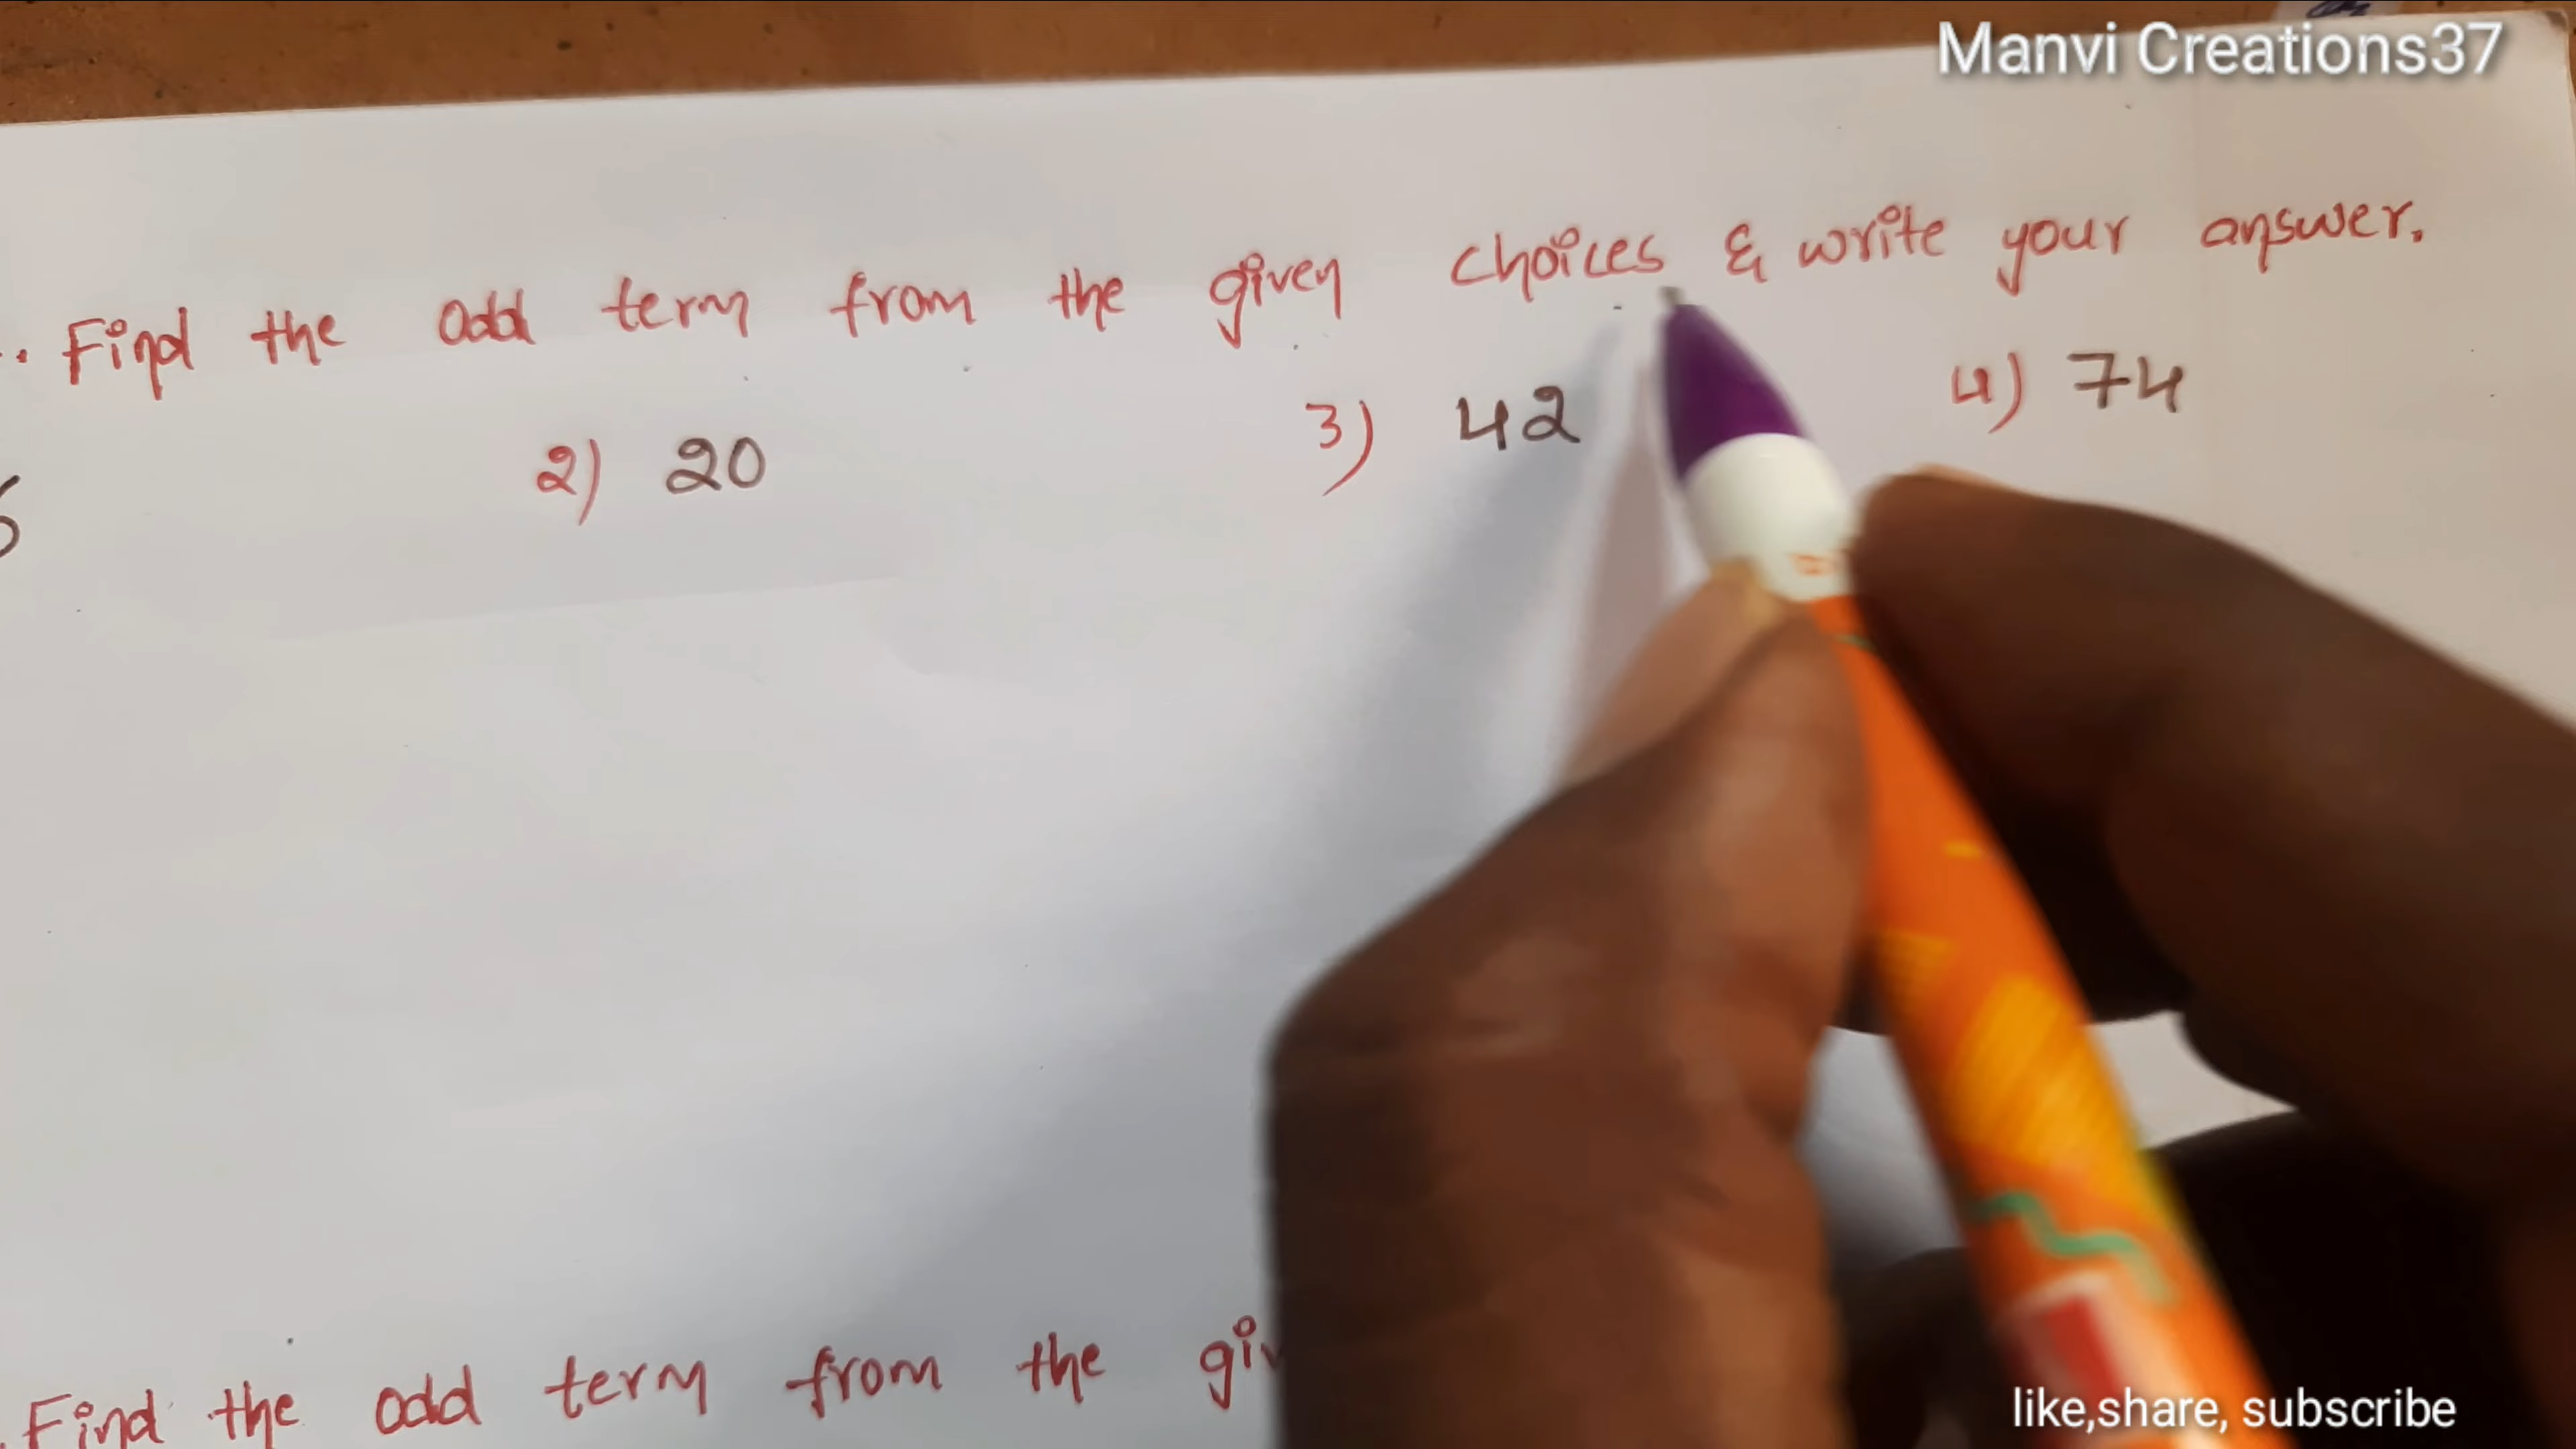 Manvi Creations37
. Find the odd term from the given choices & write your answer.
2) 20 3) 42 4) 74
. Find the odd term from the
like,share, subscribe